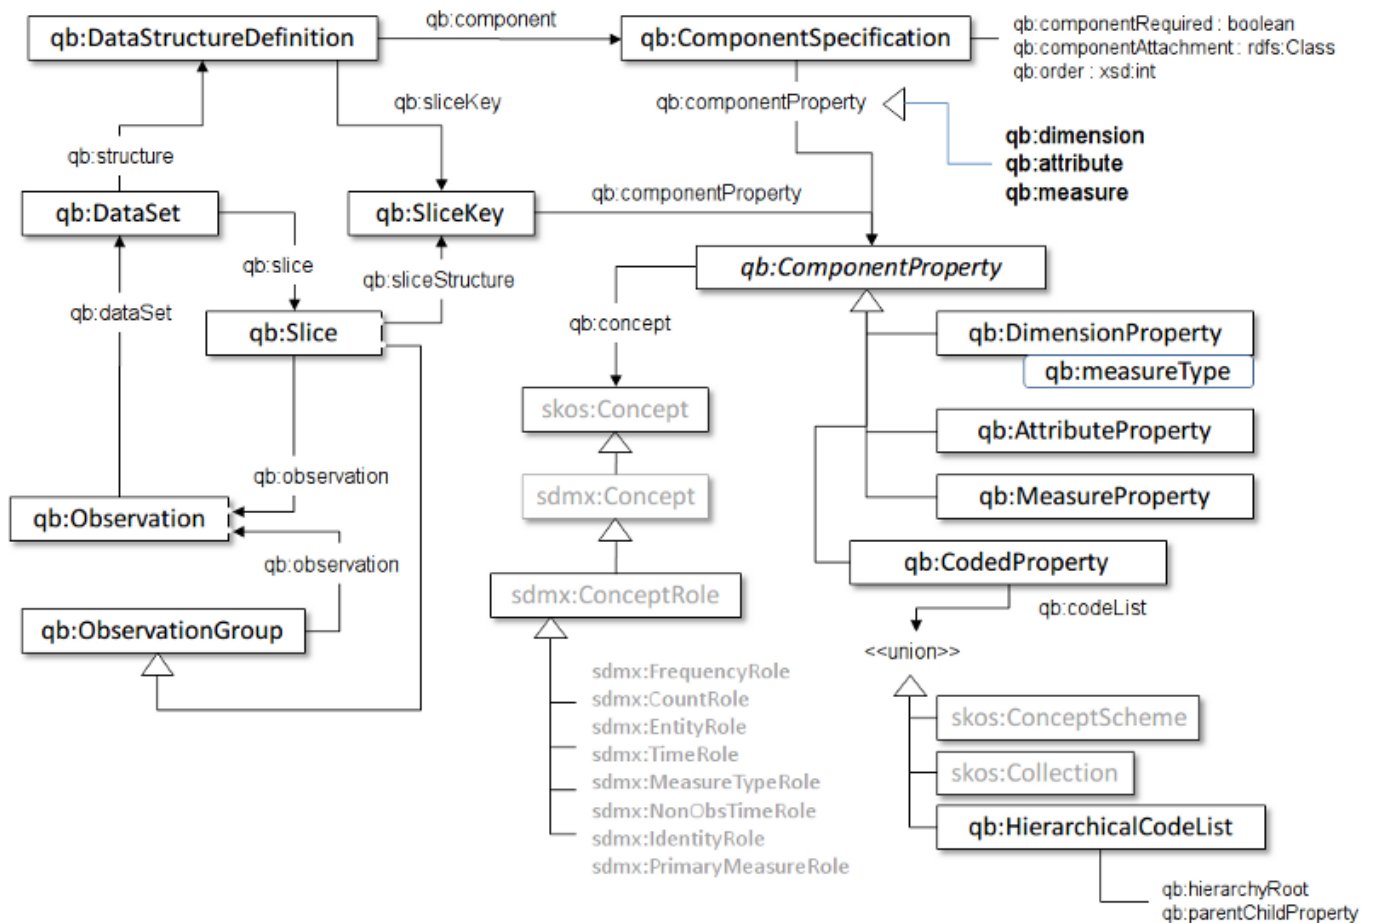 qb:DataStructureDefinition
qb:component
qb:ComponentSpecification
qb:componentRequired : boolean
qb:componentAttachment : rdfs:Class
qb:order : xsd:int
qb:sliceKey
qb:componentProperty
qb:dimension
qb:attribute
qb:measure
qb:structure
qb:DataSet
qb:SliceKey
qb:componentProperty
qb:slice
qb:sliceStructure
qb:ComponentProperty
qb:dataSet
qb:Slice
qb:concept
qb:DimensionProperty
qb:measureType
skos:Concept
qb:AttributeProperty
qb:observation
sdmx:Concept
qb:MeasureProperty
qb:Observation
qb:observation
qb:CodedProperty
sdmx:ConceptRole
qb:codeList
qb:ObservationGroup
<<union>>
sdmx:FrequencyRole
sdmx:CountRole
sdmx:EntityRole
sdmx:TimeRole
sdmx:MeasureTypeRole
sdmx:NonObsTimeRole
sdmx:IdentityRole
sdmx:PrimaryMeasureRole
skos:ConceptScheme
skos:Collection
qb:HierarchicalCodeList
qb:hierarchyRoot
qb:parentChildProperty